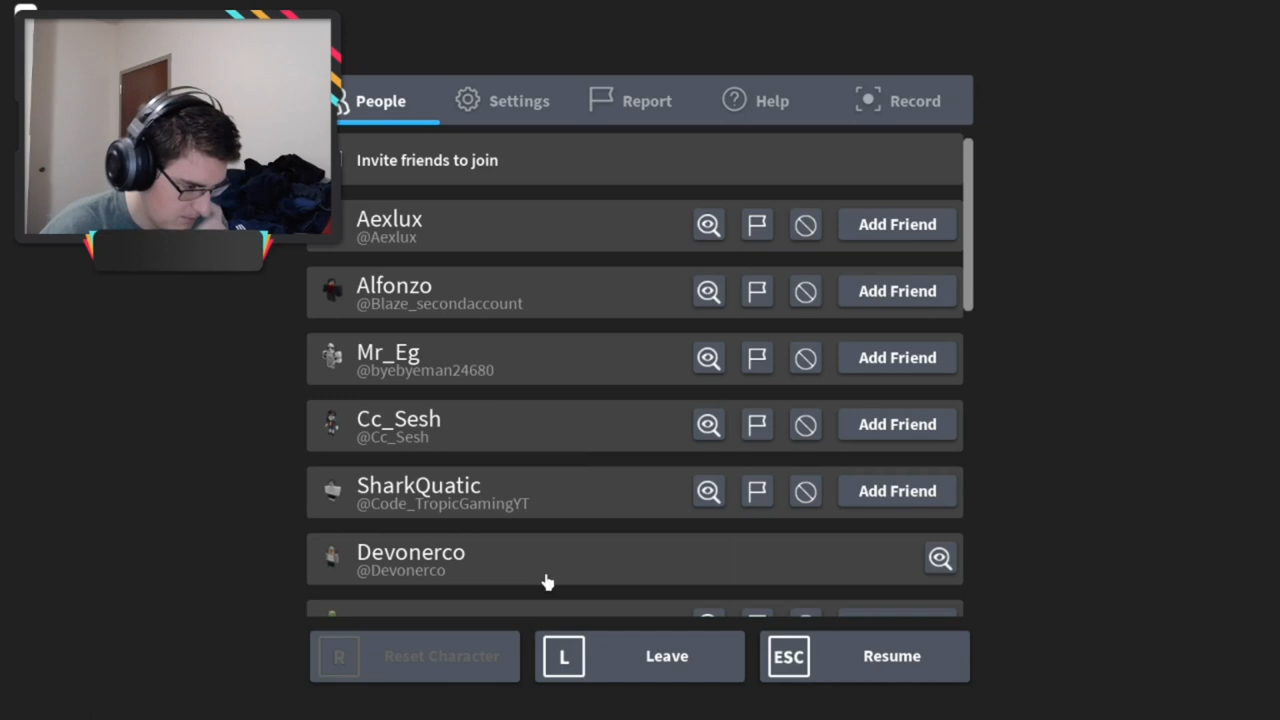 People
Settings
Report
Help
Record
Invite friends to join
Aexlux
@Aexlux
Add Friend
Alfonzo
@Blaze_secondaccount
Add Friend
Mr_Eg
@byebyeman24680
Add Friend
Cc_Sesh
@Cc_Sesh
Add Friend
SharkQuatic
@Code_TropicGamingYT
Add Friend
Devonerco
@Devonerco
R Reset Character
L Leave
ESC Resume